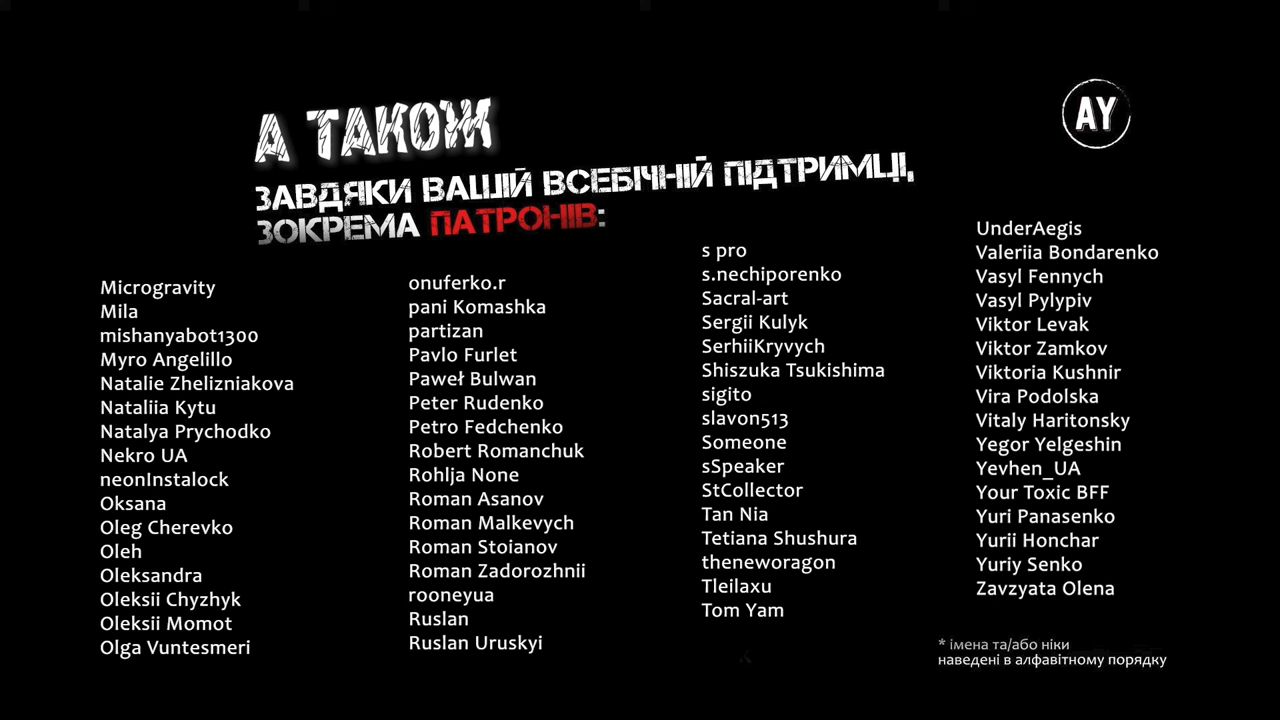 А ТАКОЖ
ЗАВДЯКИ ВАШІЙ ВСЕБІЧНІЙ ПІДТРИМЦІ,
ЗОКРЕМА ПАТРОНІВ:
AY
Microgravity
Mila
mishanyabot1300
Myro Angelillo
Natalie Zhelizniakova
Nataliia Kytu
Natalya Prychodko
Nekro UA
neonInstalock
Oksana
Oleg Cherevko
Oleh
Oleksandra
Oleksii Chyzhyk
Oleksii Momot
Olga Vuntesmeri
onuferko.r
pani Komashka
partizan
Pavlo Furlet
Paweł Bulwan
Peter Rudenko
Petro Fedchenko
Robert Romanchuk
Rohlja None
Roman Asanov
Roman Malkevych
Roman Stoianov
Roman Zadorozhnii
rooneyua
Ruslan
Ruslan Uruskyi
s pro
s.nechiporenko
Sacral-art
Sergii Kulyk
SerhiiKryvych
Shiszuka Tsukishima
sigito
slavon513
Someone
sSpeaker
StCollector
Tan Nia
Tetiana Shushura
theneworagon
Tleilaxu
Tom Yam
UnderAegis
Valeriia Bondarenko
Vasyl Fennych
Vasyl Pylypiv
Viktor Levak
Viktor Zamkov
Viktoria Kushnir
Vira Podolska
Vitaly Haritonsky
Yegor Yelgeshin
Yevhen_UA
Your Toxic BFF
Yuri Panasenko
Yurii Honchar
Yuriy Senko
Zavzyata Olena
* імена та/або ніки
наведені в алфавітному порядку